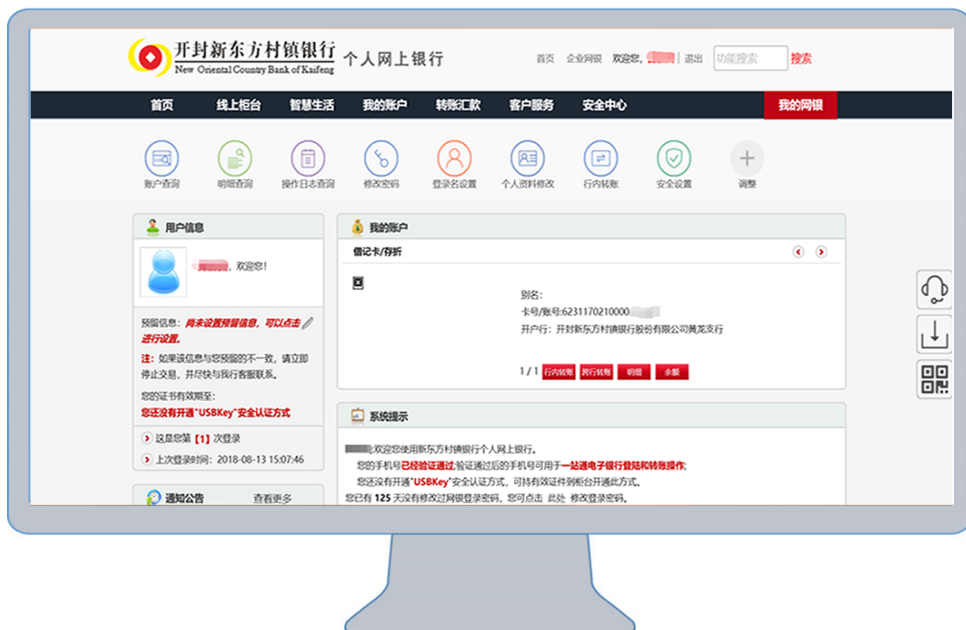 开封新东方村镇银行 个人网上银行
New Oriental Country Bank of Kaifeng
首页 企业网银 欢迎您, | 退出 功能搜索 搜索
首页 线上柜台 智慧生活 我的账户 转账汇款 客户服务 安全中心 我的网银
账户查询 明细查询 操作日志查询 修改密码 登录名设置 个人资料修改 行内转账 安全设置 调整
用户信息
, 欢迎您!
预留信息: 尚未设置预留信息, 可以点击
进行设置。
注: 如果该信息与您预留的不一致, 请立即
停止交易, 并尽快与我行客服联系。
您的证书有效期至:
您还没有开通"USBKey"安全认证方式
这是您第【1】次登录
上次登录时间: 2018-08-13 15:07:46
通知公告 查看更多
我的账户
借记卡/存折
别名:
卡号/账号:6231170210000
开户行: 开封新东方村镇银行股份有限公司黄龙支行
1 / 1 行内转账 跨行转账 明细 余额
系统提示
:欢迎您使用新东方村镇银行个人网上银行。
您的手机号已经验证通过;验证通过后的手机号可用于一站通电子银行登陆和转账操作;
您还没有开通"USBKey"安全认证方式, 可持有效证件到柜台开通此方式。
您已有 125 天没有修改过网银登录密码, 您可点击 此处 修改登录密码。